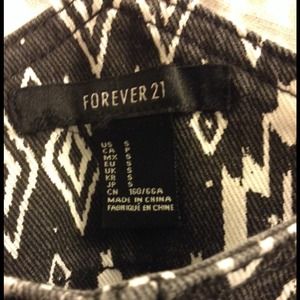 FOREVER 21
US S
CA P
MX S
EU S
UK S
KR S
JP S
CN 160/66A
MADE IN CHINA
FABRIQUÉ EN CHINE